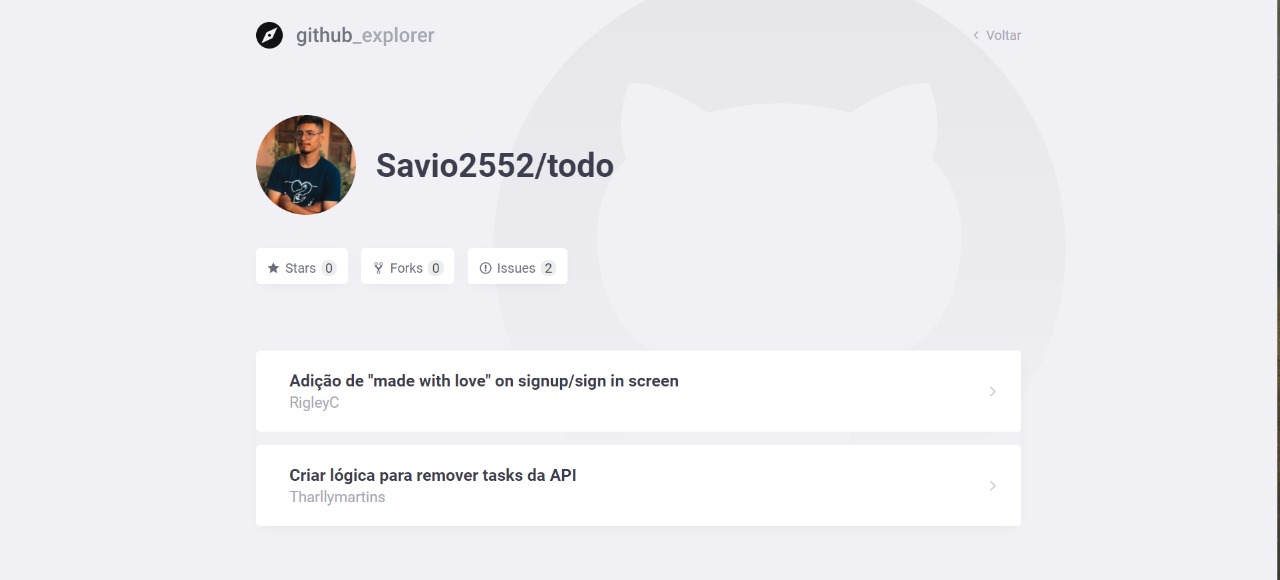 github_explorer
Voltar
Savio2552/todo
Stars 0
Forks 0
Issues 2
Adição de "made with love" on signup/sign in screen
RigleyC
Criar lógica para remover tasks da API
Tharllymartins